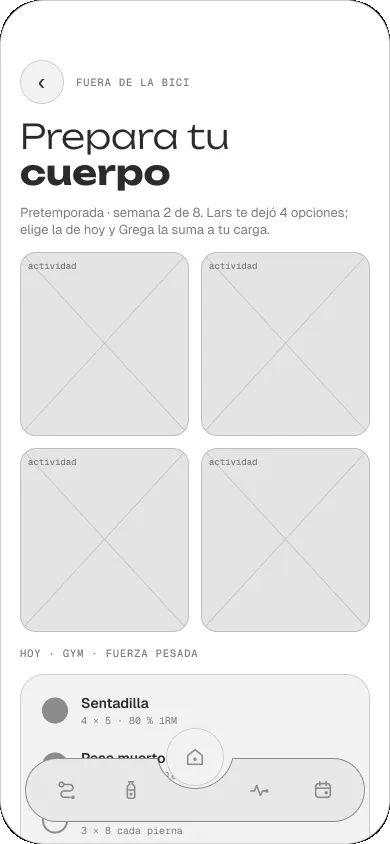 FUERA DE LA BICI
Prepara tu
cuerpo
Pretemporada · semana 2 de 8. Lars te dejó 4 opciones;
elige la de hoy y Grega la suma a tu carga.
actividad
actividad
actividad
actividad
HOY · GYM · FUERZA PESADA
Sentadilla
4 × 5 · 80 % 1RM
Peso muerto
3 × 8 cada pierna